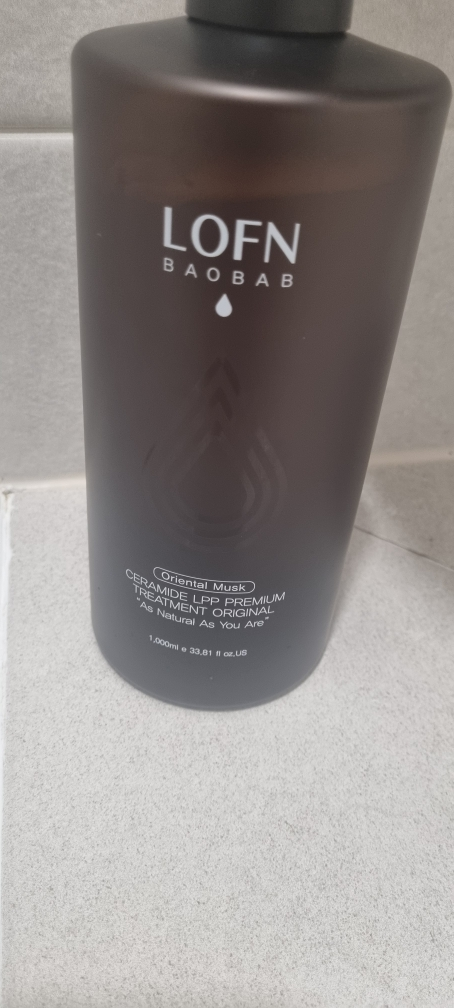 LOFN
BAOBAB
Oriental Musk
CERAMIDE LPP PREMIUM
TREATMENT ORIGINAL
"As Natural As You Are"
1,000ml e 33,81 fl oz,US